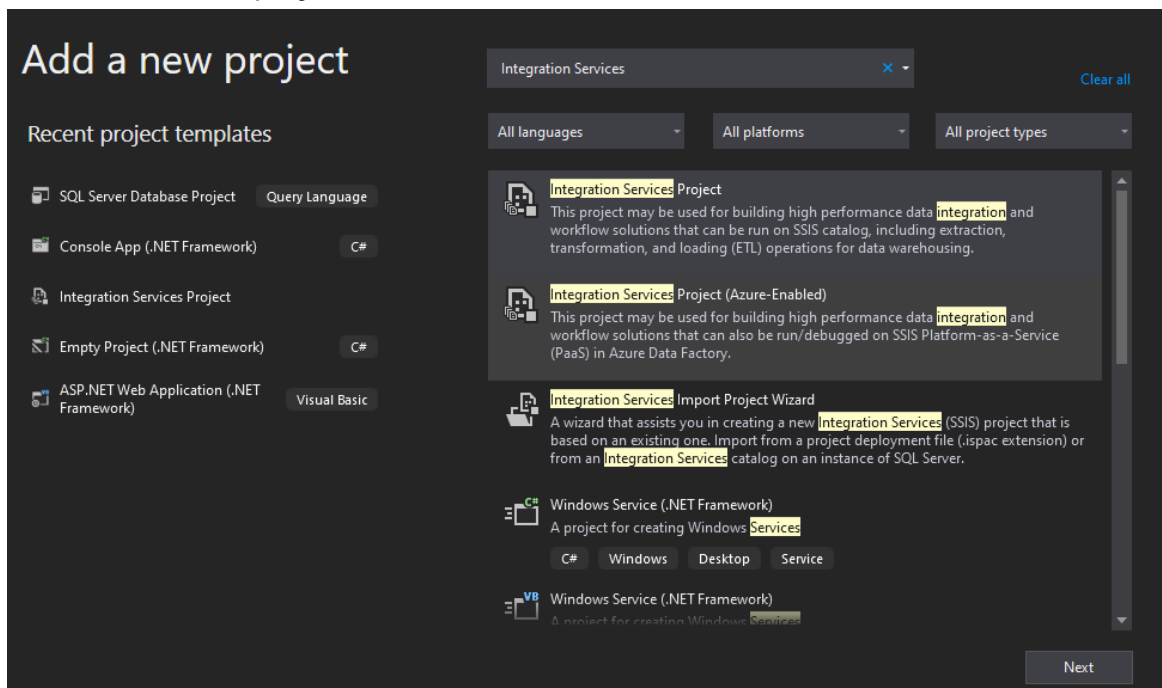 Add a new project
Integration Services
Clear all
Recent project templates
All languages
All platforms
All project types
SQL Server Database Project
Query Language
Console App (.NET Framework)
C#
Integration Services Project
Empty Project (.NET Framework)
C#
ASP.NET Web Application (.NET
Framework)
Visual Basic
Integration Services Project
This project may be used for building high performance data integration and
workflow solutions that can be run on SSIS catalog, including extraction,
transformation, and loading (ETL) operations for data warehousing.
Integration Services Project (Azure-Enabled)
This project may be used for building high performance data integration and
workflow solutions that can also be run/debugged on SSIS Platform-as-a-Service
(PaaS) in Azure Data Factory.
Integration Services Import Project Wizard
A wizard that assists you in creating a new Integration Services (SSIS) project that is
based on an existing one. Import from a project deployment file (.ispac extension) or
from an Integration Services catalog on an instance of SQL Server.
C#
Windows Service (.NET Framework)
A project for creating Windows Services
C#
Windows
Desktop
Service
VB
Windows Service (.NET Framework)
A project for creating Windows Services
Next